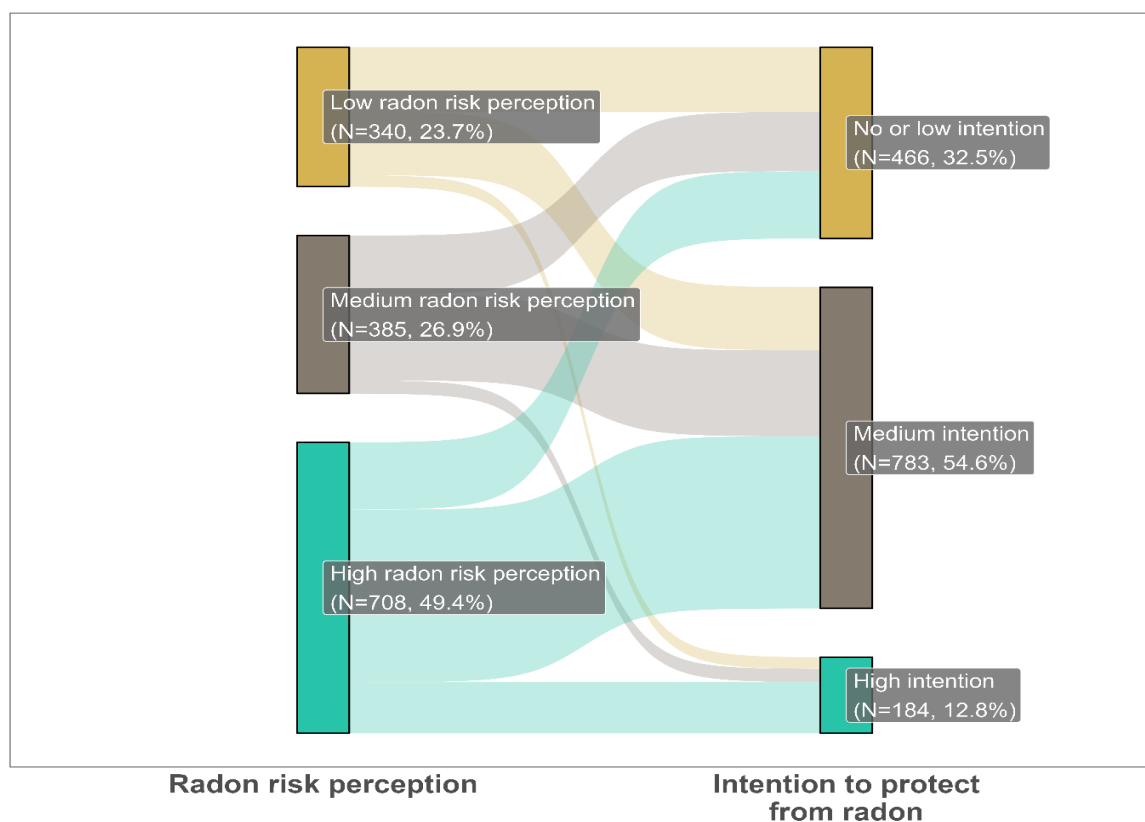 Low radon risk perception
(N=340, 23.7%)
No or low intention
(N=466, 32.5%)
Medium radon risk perception
(N=385, 26.9%)
Medium intention
(N=783, 54.6%)
High radon risk perception
(N=708, 49.4%)
High intention
(N=184, 12.8%)
Radon risk perception
Intention to protect
from radon